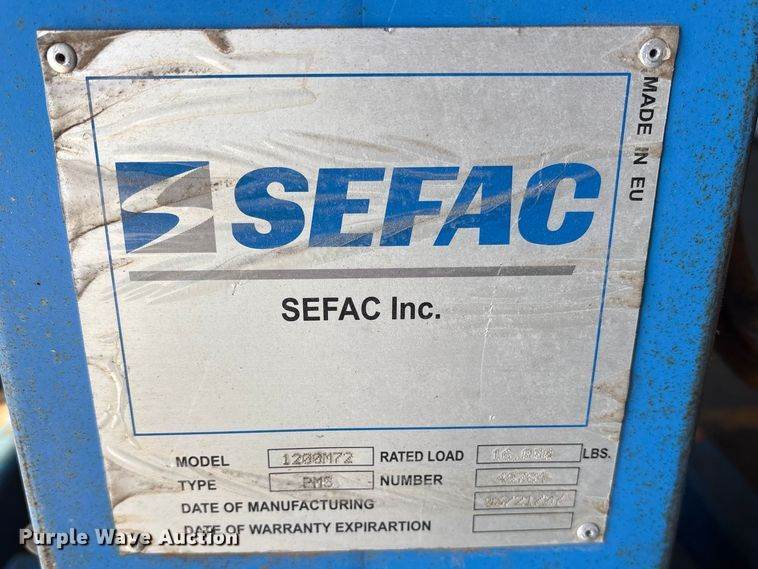 MADE IN EU
SEFAC
SEFAC Inc.
MODEL 1200M72 RATED LOAD LBS.
TYPE PMS NUMBER
DATE OF MANUFACTURING
DATE OF WARRANTY EXPIRARTION
Purple Wave Auction